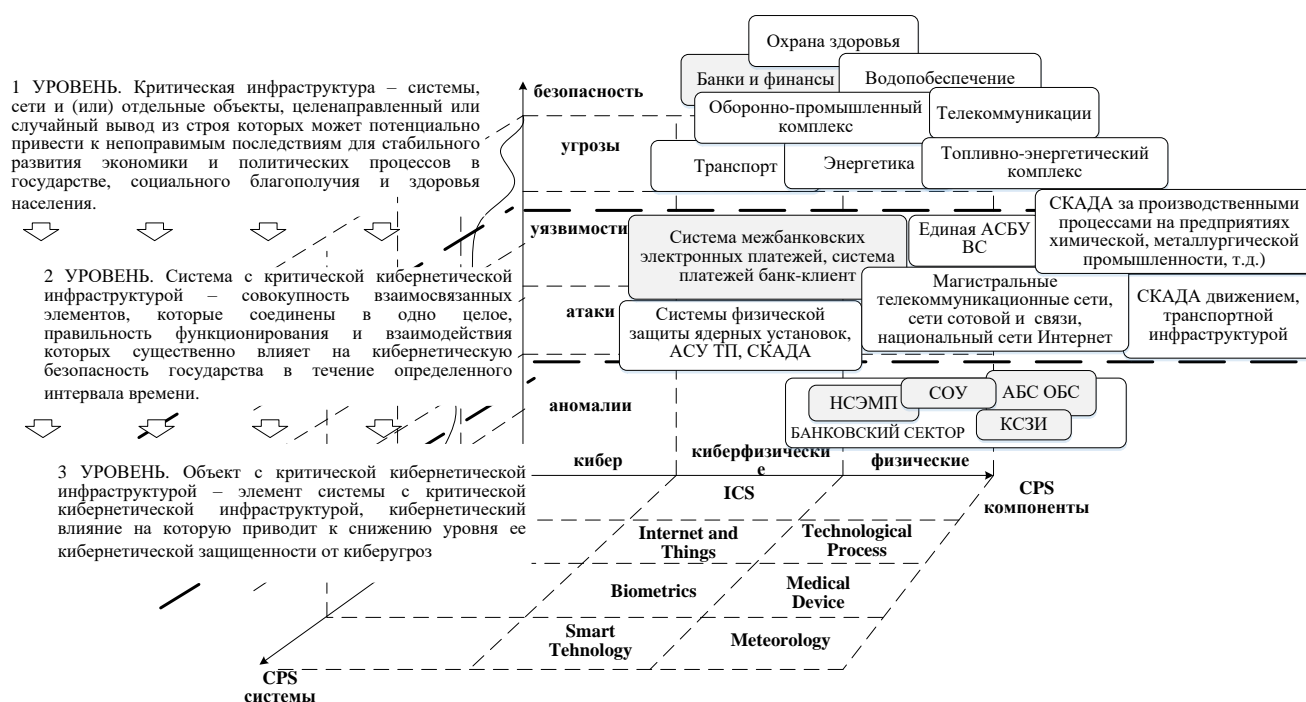 1 УРОВЕНЬ. Критическая инфраструктура – системы,
сети и (или) отдельные объекты, целенаправленный или
случайный вывод из строя которых может потенциально
привести к непоправимым последствиям для стабильного
развития экономики и политических процессов в
государстве, социального благополучия и здоровья
населения.
2 УРОВЕНЬ. Система с критической кибернетической
инфраструктурой – совокупность взаимосвязанных
элементов, которые соединены в одно целое,
правильность функционирования и взаимодействия
которых существенно влияет на кибернетическую
безопасность государства в течение определенного
интервала времени.
3 УРОВЕНЬ. Объект с критической кибернетической
инфраструктурой – элемент системы с критической
кибернетической инфраструктурой, кибернетический
влияние на которую приводит к снижению уровня ее
кибернетической защищенности от киберугроз
безопасность
угрозы
уязвимости
атаки
аномалии
Охрана здоровья
Банки и финансы
Водопобеспечение
Оборонно-промышленный
комплекс
Телекоммуникации
Транспорт
Энергетика
Топливно-энергетический
комплекс
Система межбанковских
электронных платежей, система
платежей банк-клиент
Единая АСБУ
ВС
СКАДА за производственными
процессами на предприятиях
химической, металлургической
промышленности, т.д.)
Системы физической
защиты ядерных установок,
АСУ ТП, СКАДА
Магистральные
телекоммуникационные сети,
сети сотовой и связи,
национальный сети Интернет
СКАДА движением,
транспортной
инфраструктурой
НСЭМП
СОУ
АБС ОБС
КСЗИ
БАНКОВСКИЙ СЕКТОР
кибер
киберфизически
е
физические
CPS
компоненты
ICS
Internet and
Things
Technological
Process
Biometrics
Medical
Device
Smart
Tehnology
Meteorology
CPS
системы